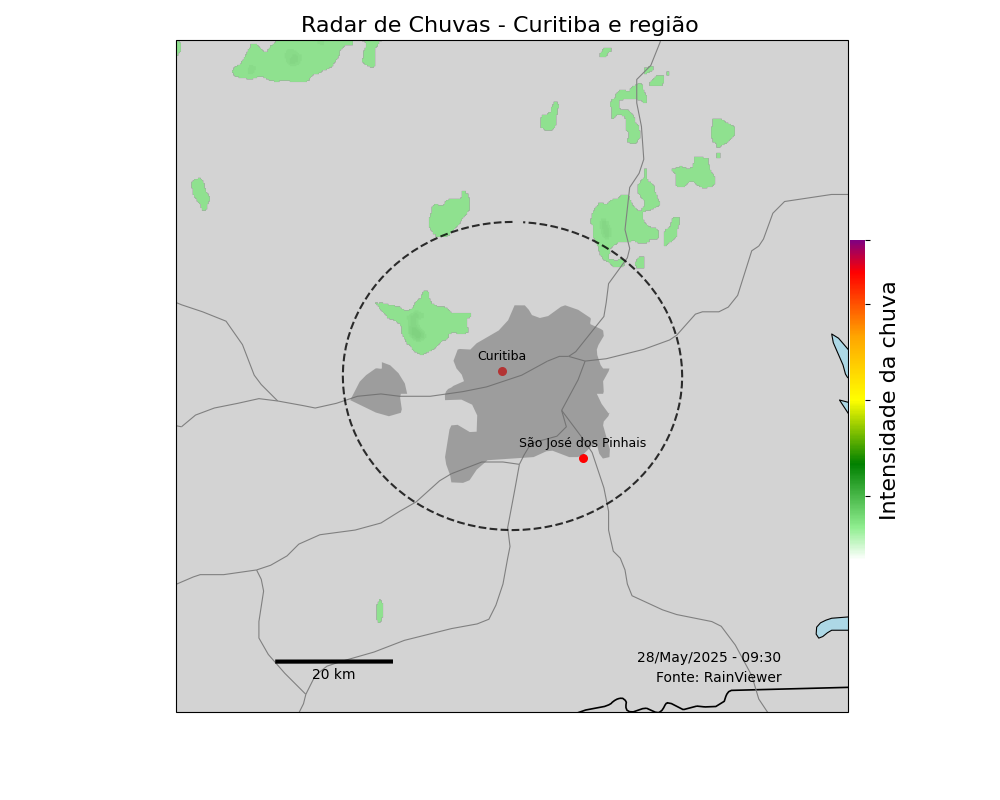 Radar de Chuvas - Curitiba e região
Curitiba
São José dos Pinhais
Intensidade da chuva
28/May/2025 - 09:30
Fonte: RainViewer
20 km